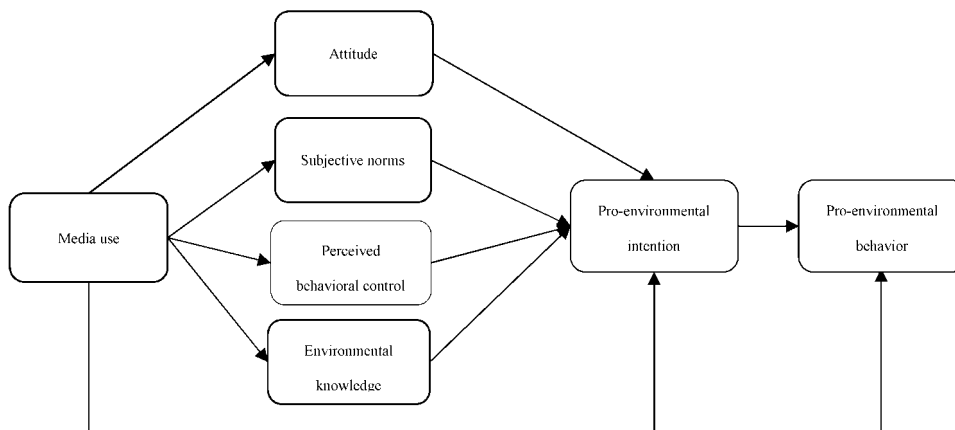 Attitude
Subjective norms
Media use
Perceived
behavioral control
Environmental
knowledge
Pro-environmental
intention
Pro-environmental
behavior